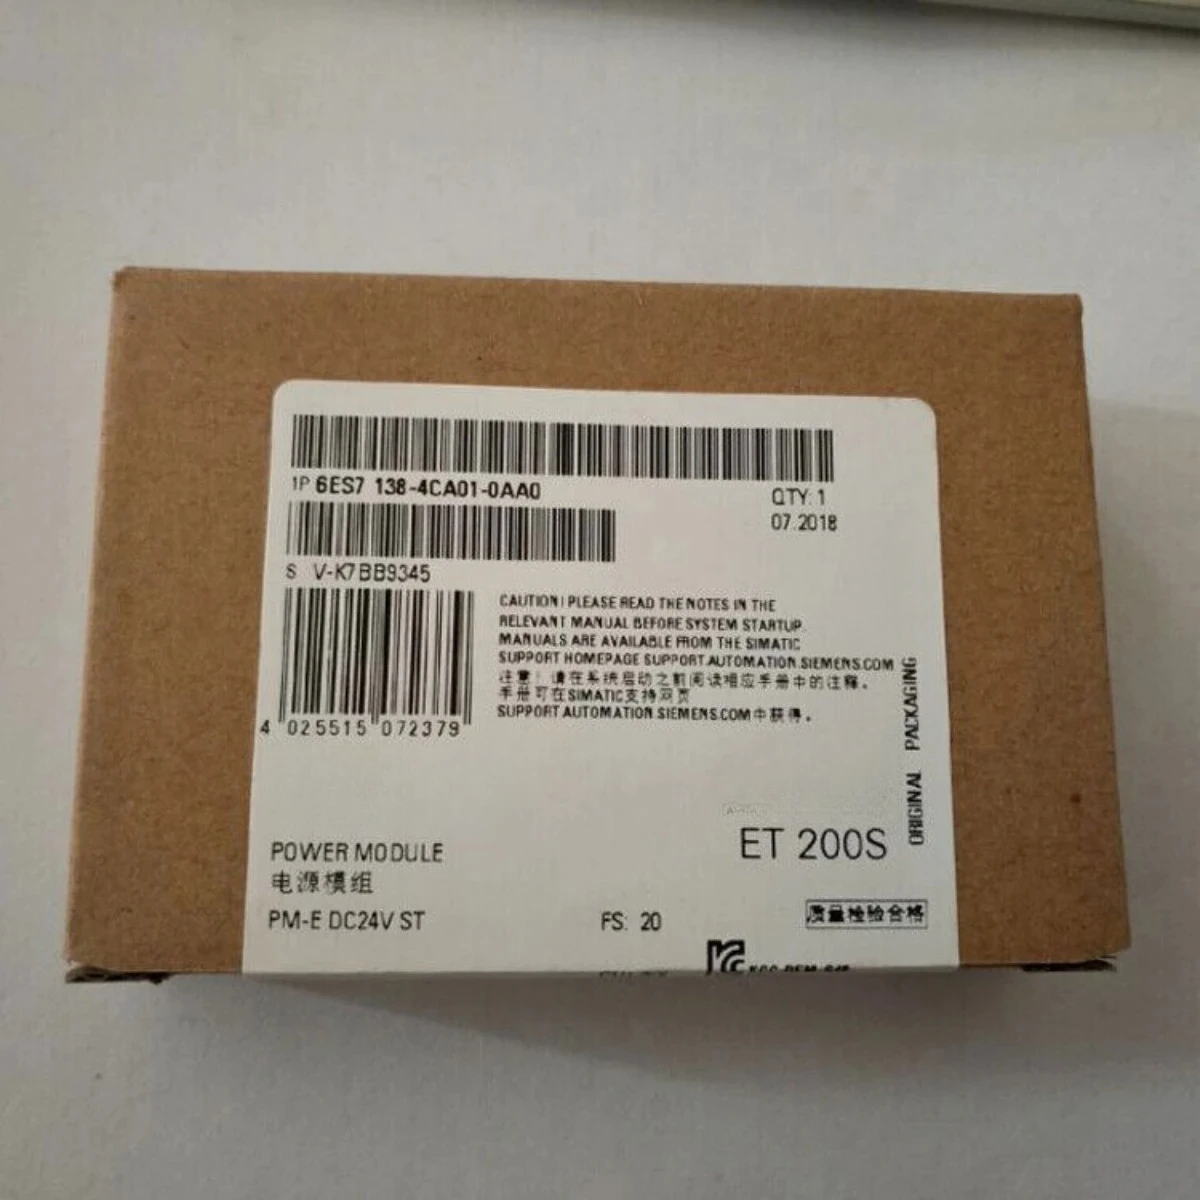 1P 6ES7 138-4CA01-0AA0
QTY: 1
07.2018
S V-K7BB9345
4 025515 072379
CAUTION! PLEASE READ THE NOTES IN THE
RELEVANT MANUAL BEFORE SYSTEM STARTUP.
MANUALS ARE AVAILABLE FROM THE SIMATIC
SUPPORT HOMEPAGE SUPPORT.AUTOMATION.SIEMENS.COM
注意！请在系统启动之前阅读相应手册中的注释。
手册可在SIMATIC支持网页
SUPPORT.AUTOMATION.SIEMENS.COM中获得。
ORIGINAL PACKAGING
ET 200S
POWER MODULE
电源模组
PM-E DC24V ST
FS: 20
质量检验合格